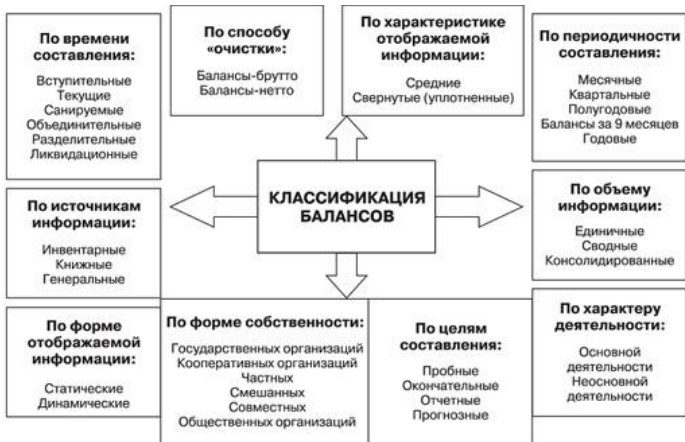 По времени
составления:
Вступительные
Текущие
Санируемые
Объединительные
Разделительные
Ликвидационные
По способу
«очистки»:
Балансы-брутто
Балансы-нетто
По характеристике
отображаемой
информации:
Средние
Свернутые (уплотненные)
По периодичности
составления:
Месячные
Квартальные
Полугодовые
Балансы за 9 месяцев
Годовые
КЛАССИФИКАЦИЯ
БАЛАНСОВ
По источникам
информации:
Инвентарные
Книжные
Генеральные
По объему
информации:
Единичные
Сводные
Консолидированные
По форме
отображаемой
информации:
Статические
Динамические
По форме собственности:
Государственных организаций
Кооперативных организаций
Частных
Смешанных
Совместных
Общественных организаций
По целям
составления:
Пробные
Окончательные
Отчетные
Прогнозные
По характеру
деятельности:
Основной
деятельности
Неосновной
деятельности